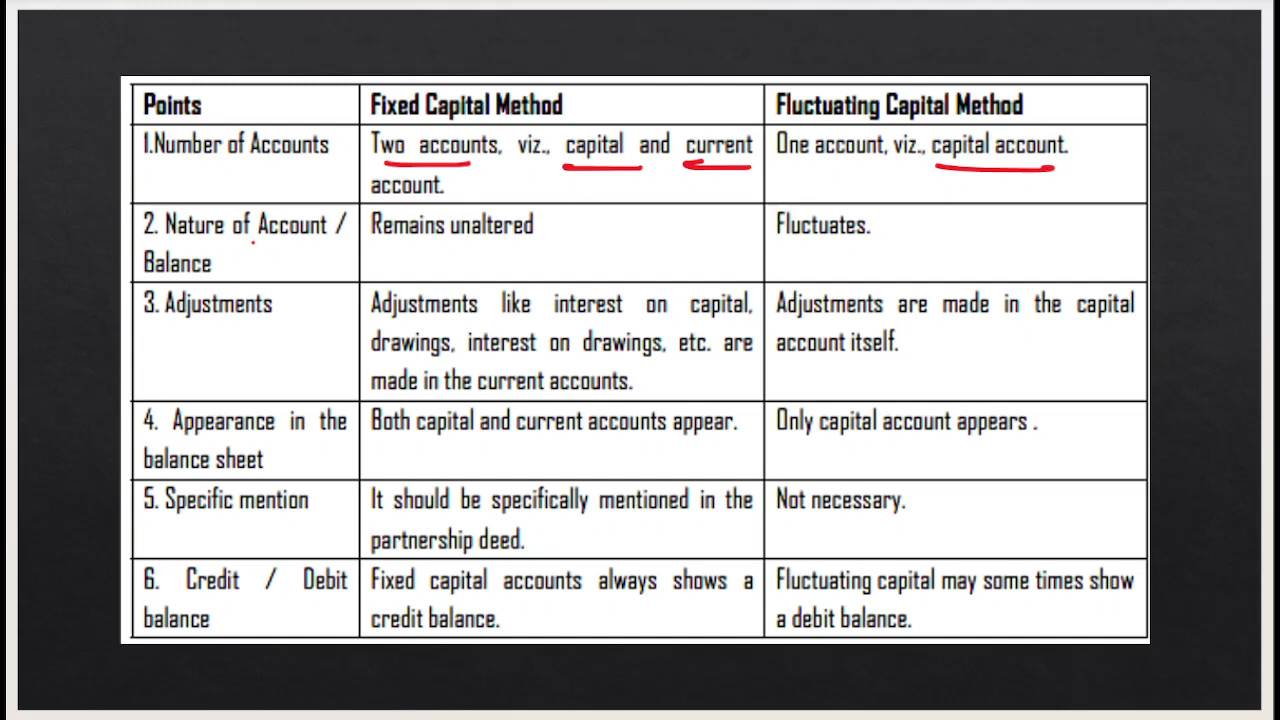 Points Fixed Capital Method Fluctuating Capital Method
1.Number of Accounts Two accounts, viz., capital and current One account, viz., capital account.
account.
2. Nature of Account / Remains unaltered Fluctuates.
Balance
3. Adjustments Adjustments like interest on capital, Adjustments are made in the capital
drawings, interest on drawings, etc. are account itself.
made in the current accounts.
4. Appearance in the Both capital and current accounts appear. Only capital account appears .
balance sheet
5. Specific mention It should be specifically mentioned in the Not necessary.
partnership deed.
6. Credit / Debit Fixed capital accounts always shows a Fluctuating capital may some times show
balance credit balance. a debit balance.